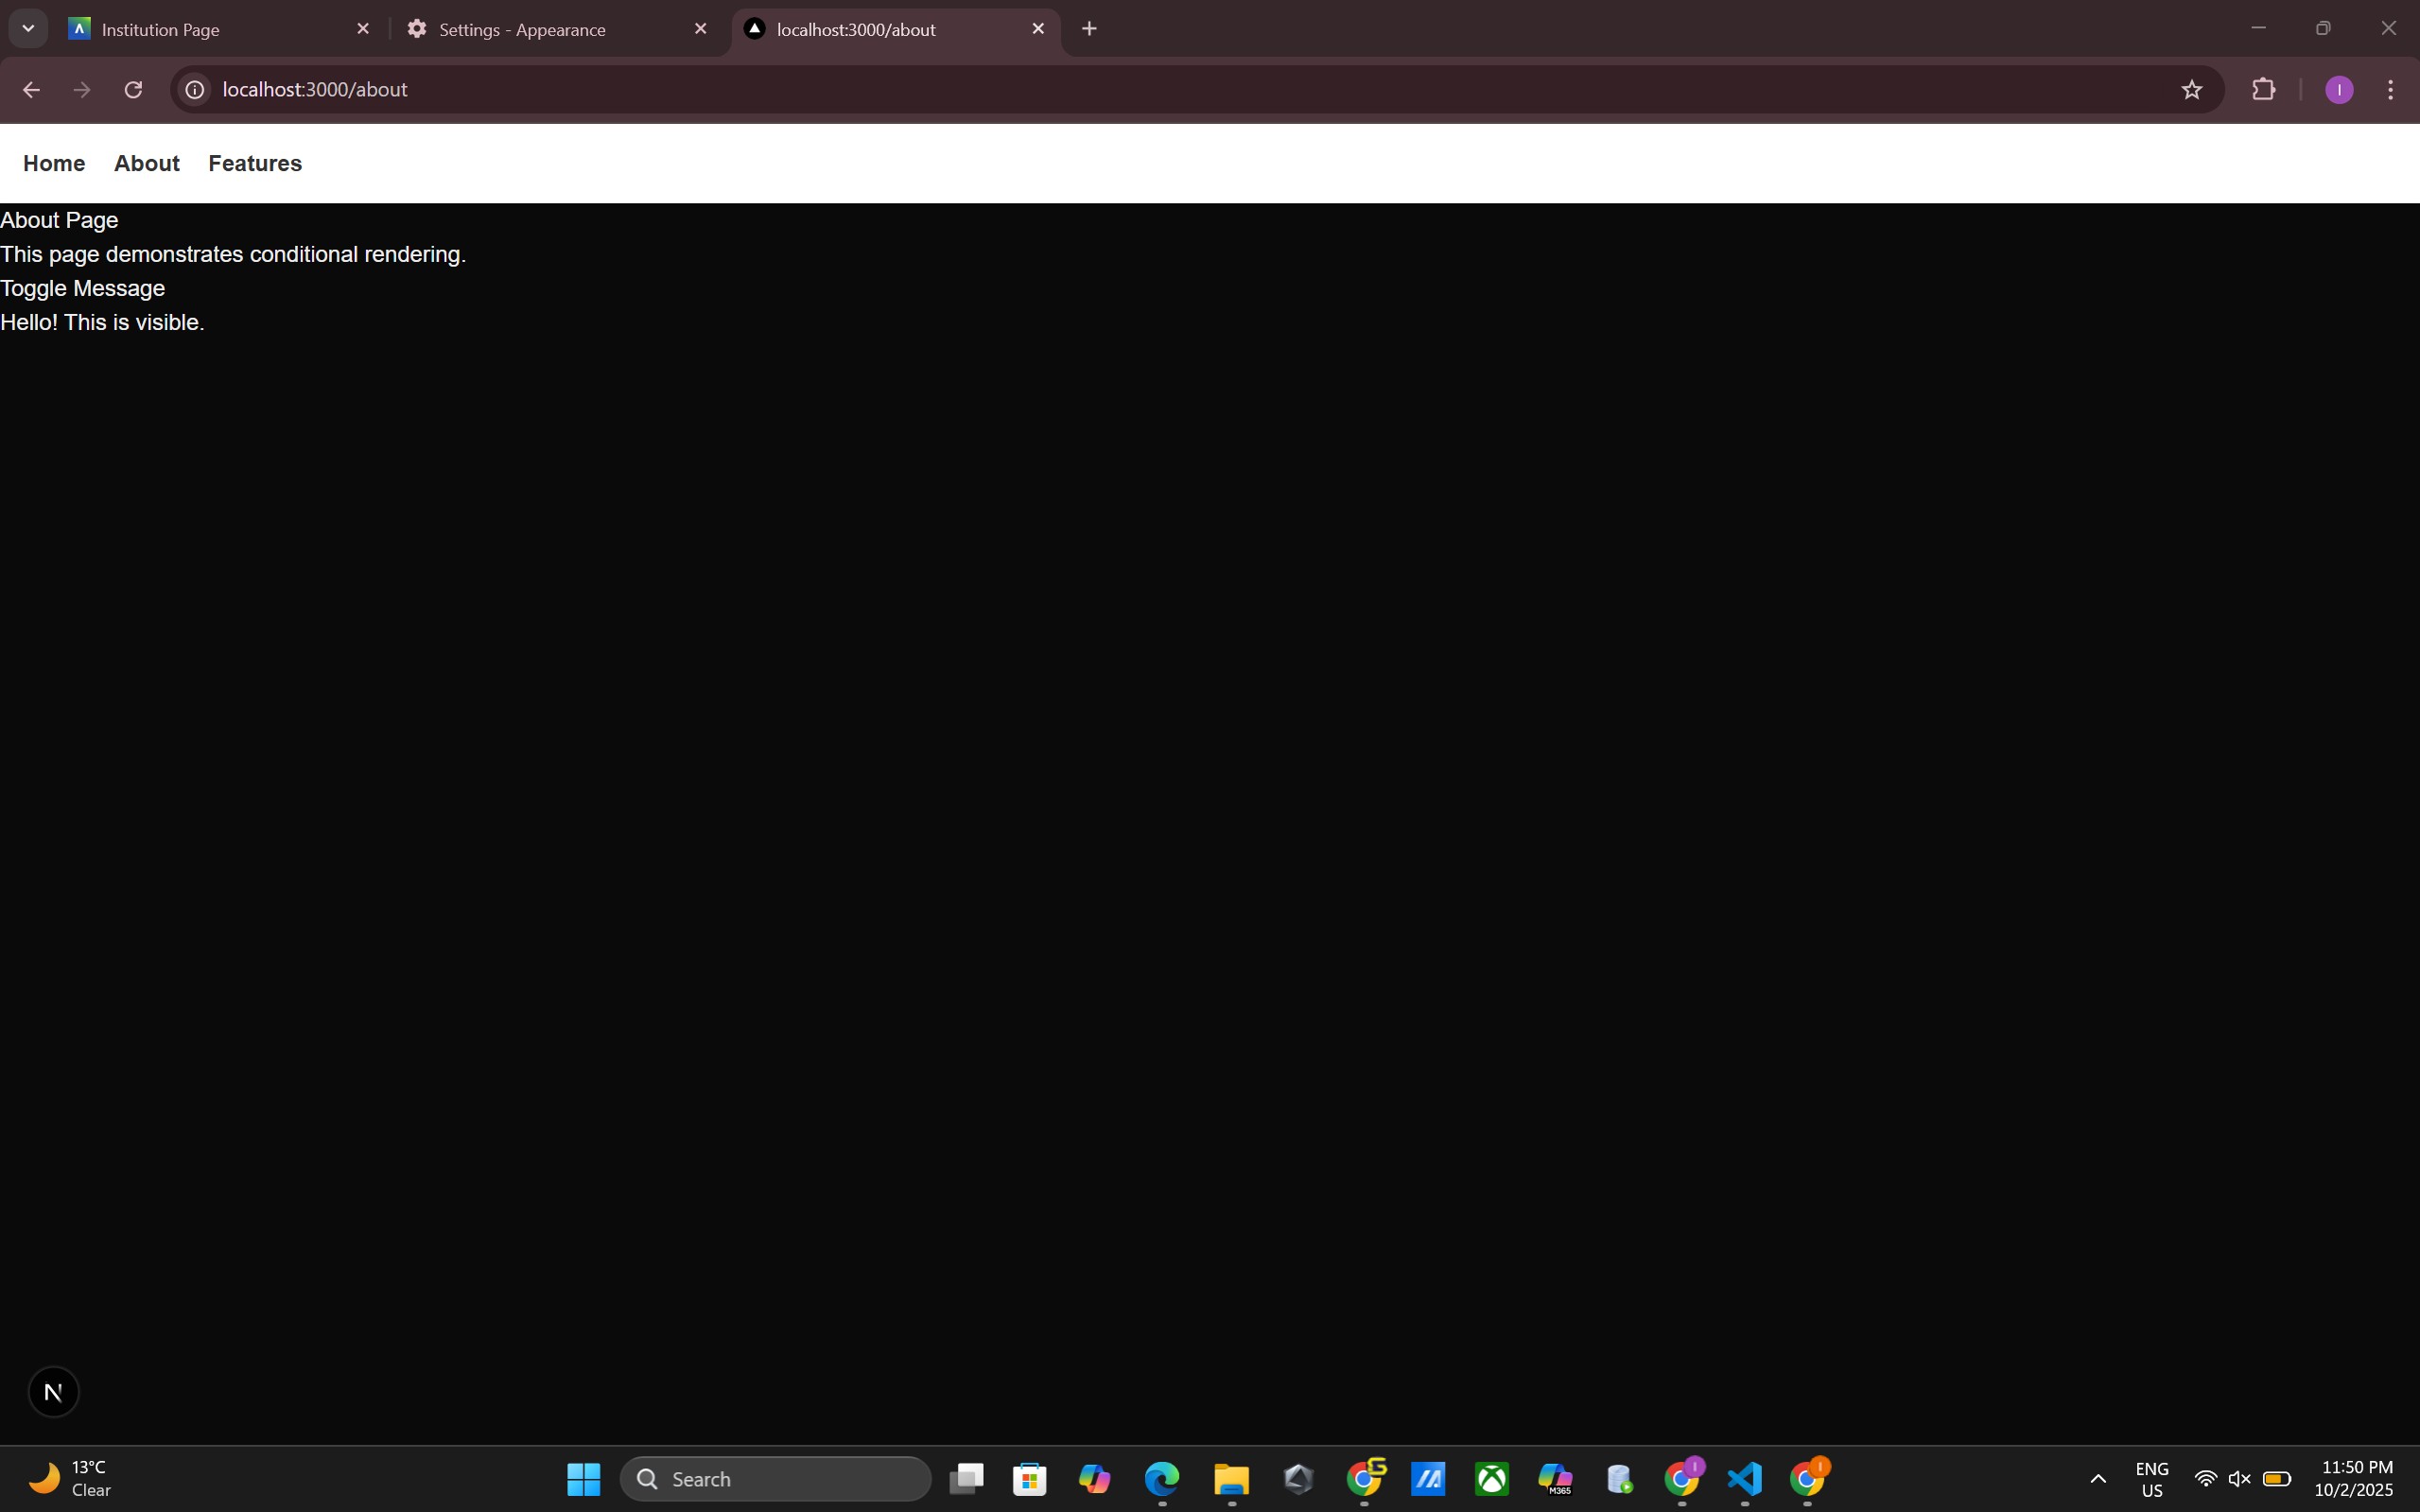 Institution Page
Settings - Appearance
localhost:3000/about
localhost:3000/about
I
Home About Features
About Page
This page demonstrates conditional rendering.
Toggle Message
Hello! This is visible.
N
13°C
Clear
Search
M365
I
I
ENG
US
11:50 PM
10/2/2025